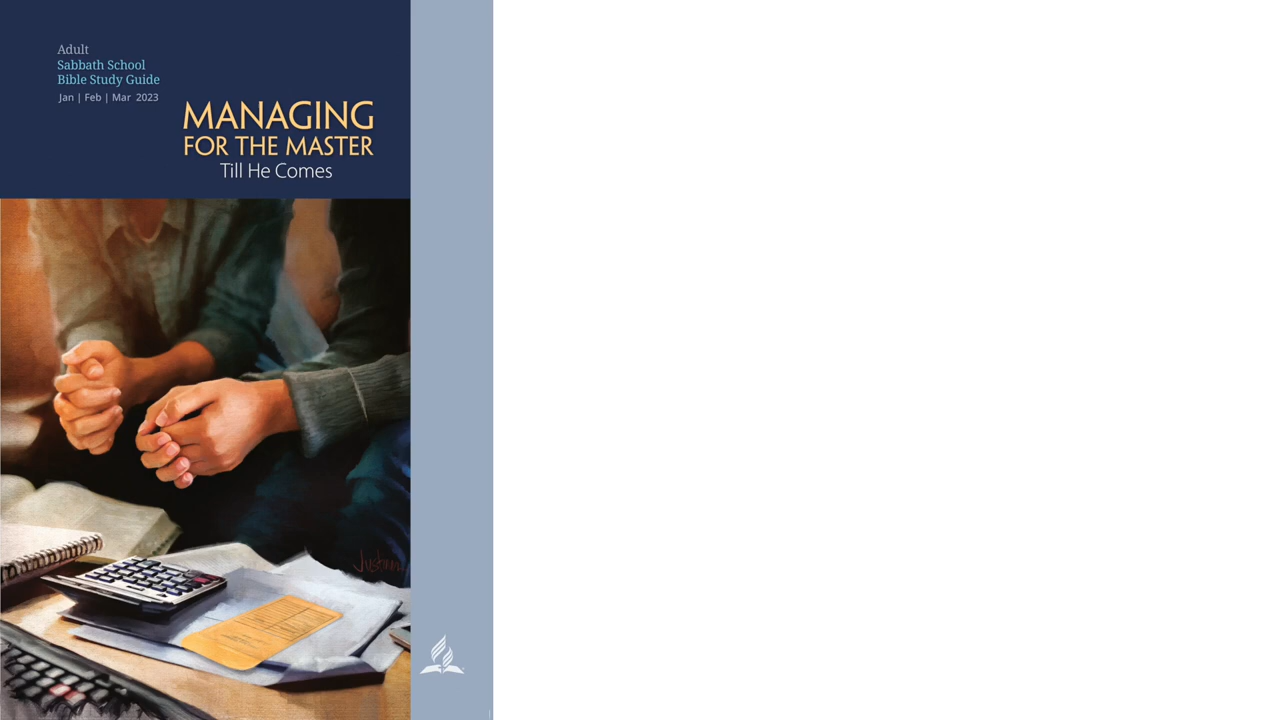 Adult
Sabbath School
Bible Study Guide
Jan | Feb | Mar 2023
MANAGING
FOR THE MASTER
Till He Comes